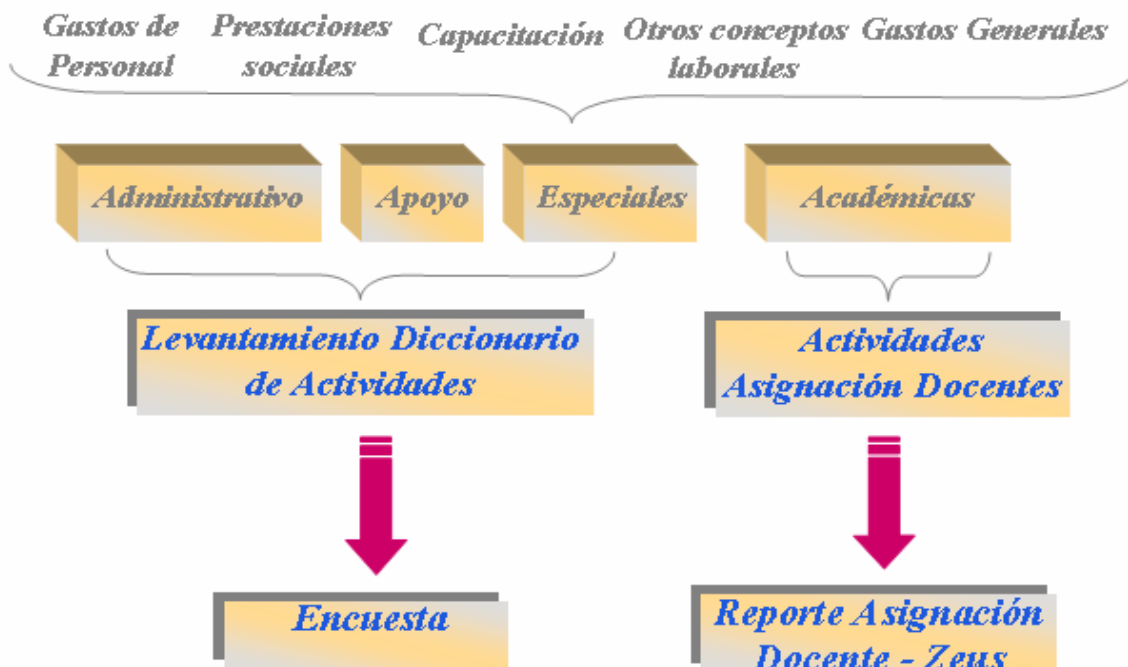 Gastos de Personal
Prestaciones sociales
Capacitación
Otros conceptos laborales
Gastos Generales
Administrativo
Apoyo
Especiales
Académicas
Levantamiento Diccionario
de Actividades
Actividades
Asignación Docentes
Encuesta
Reporte Asignación
Docente - Zeus